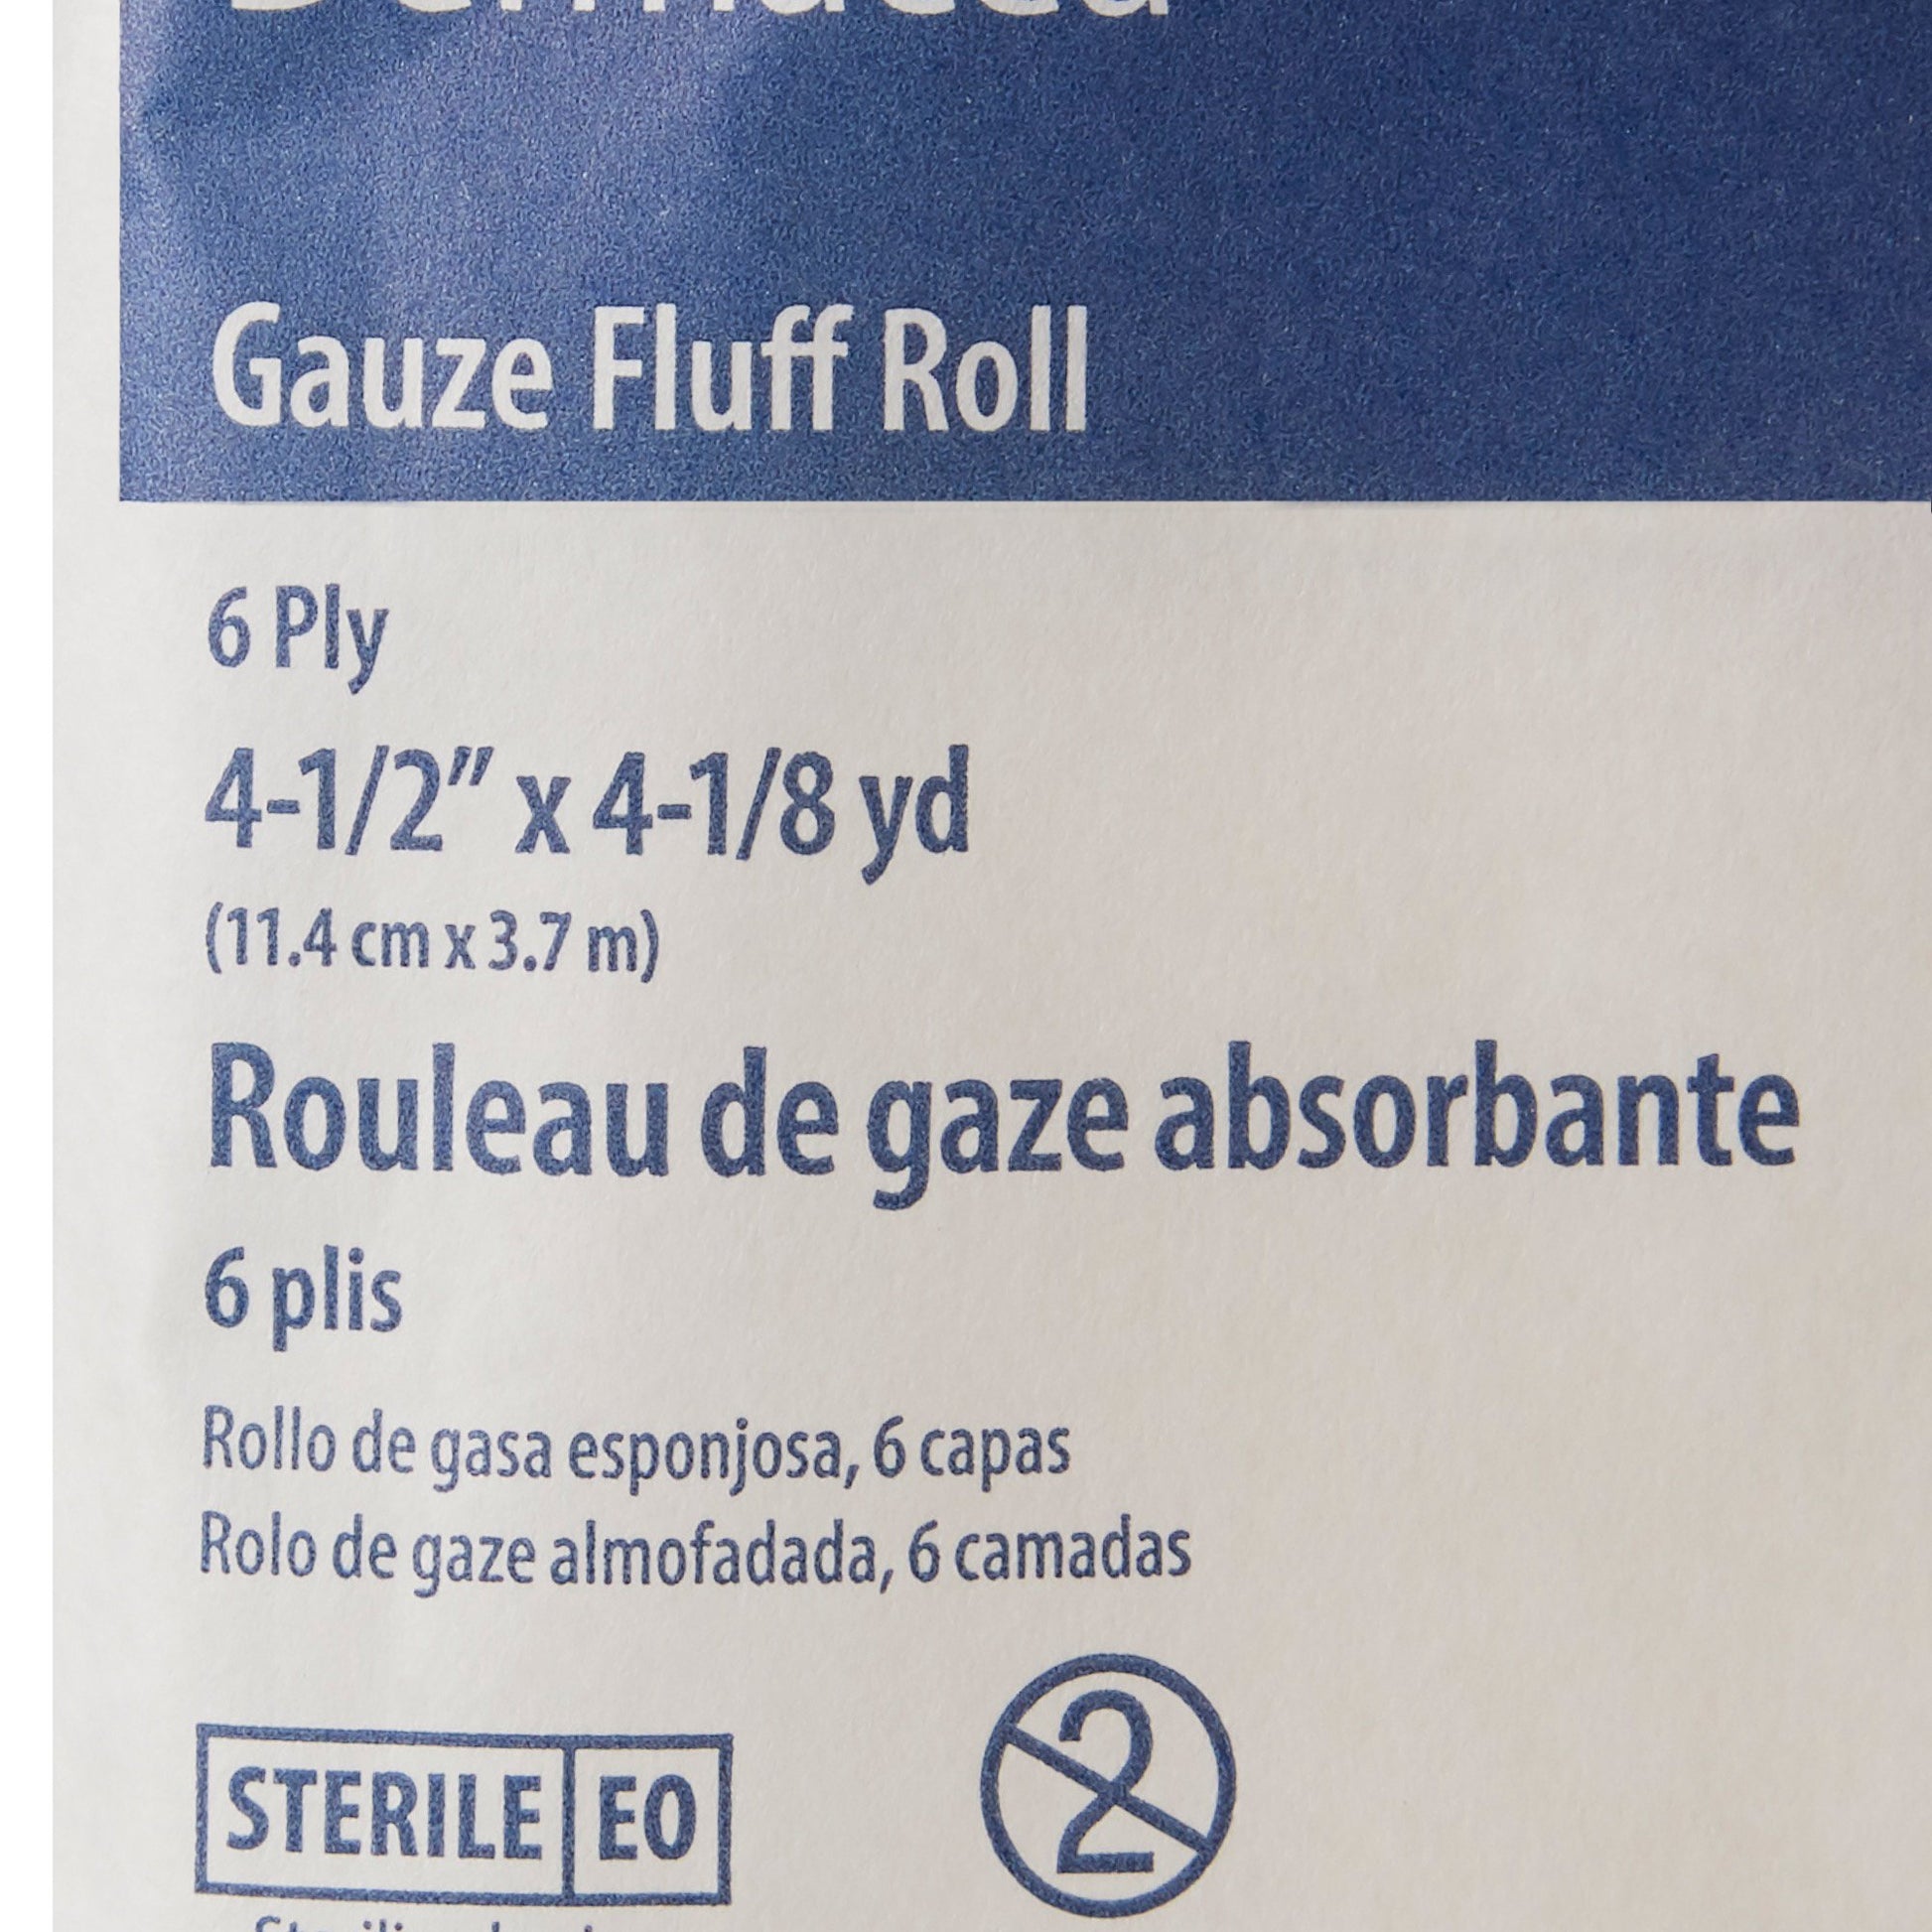 Gauze Fluff Roll
6 Ply
4-1/2” x 4-1/8 yd
(11.4 cm x 3.7 m)
Rouleau de gaze absorbante
6 plis
Rollo de gasa esponjosa, 6 capas
Rolo de gaze almofadada, 6 camadas
STERILE EO
2